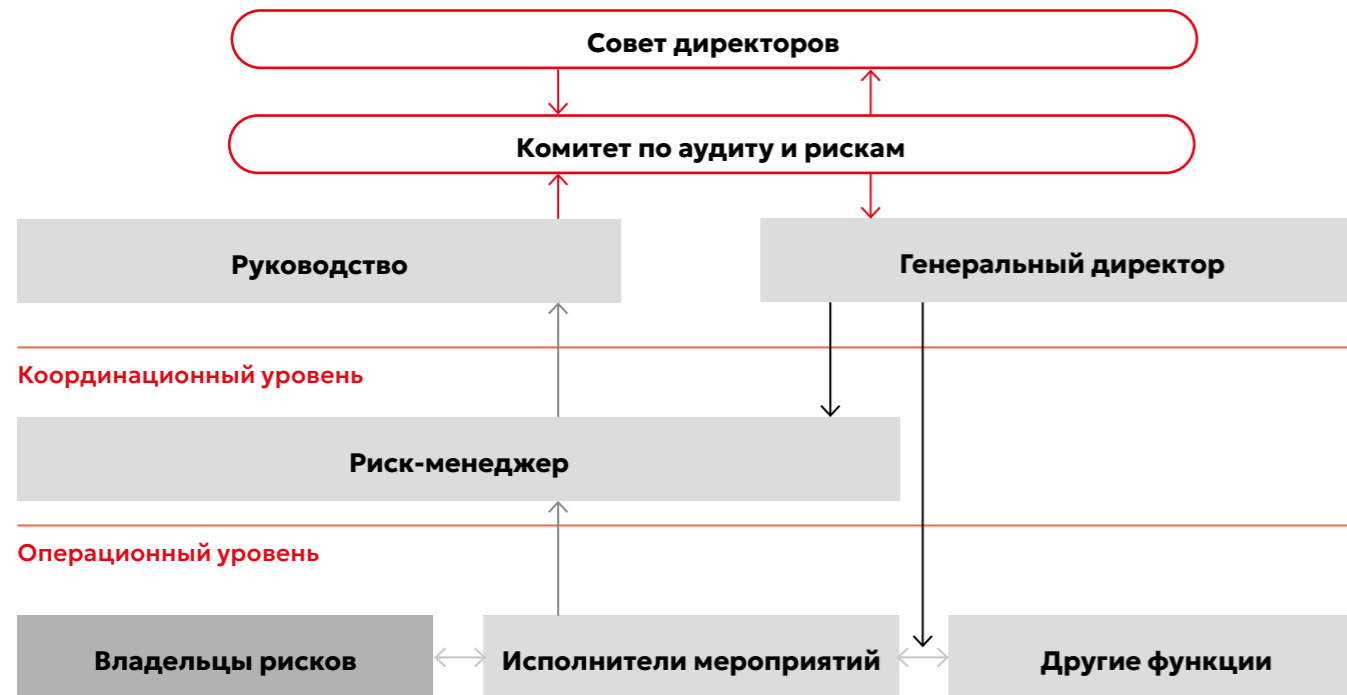 Совет директоров
Комитет по аудиту и рискам
Руководство
Генеральный директор
Координационный уровень
Риск-менеджер
Операционный уровень
Владельцы рисков
Исполнители мероприятий
Другие функции